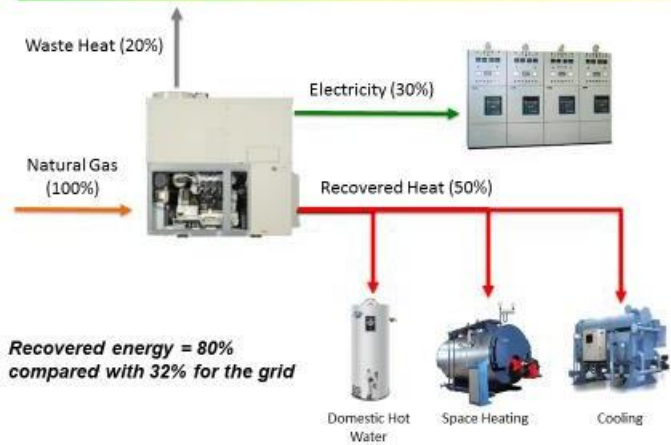 Waste Heat (20%)
Electricity (30%)
Natural Gas
(100%)
Recovered Heat (50%)
Recovered energy = 80%
compared with 32% for the grid
Domestic Hot
Water
Space Heating
Cooling